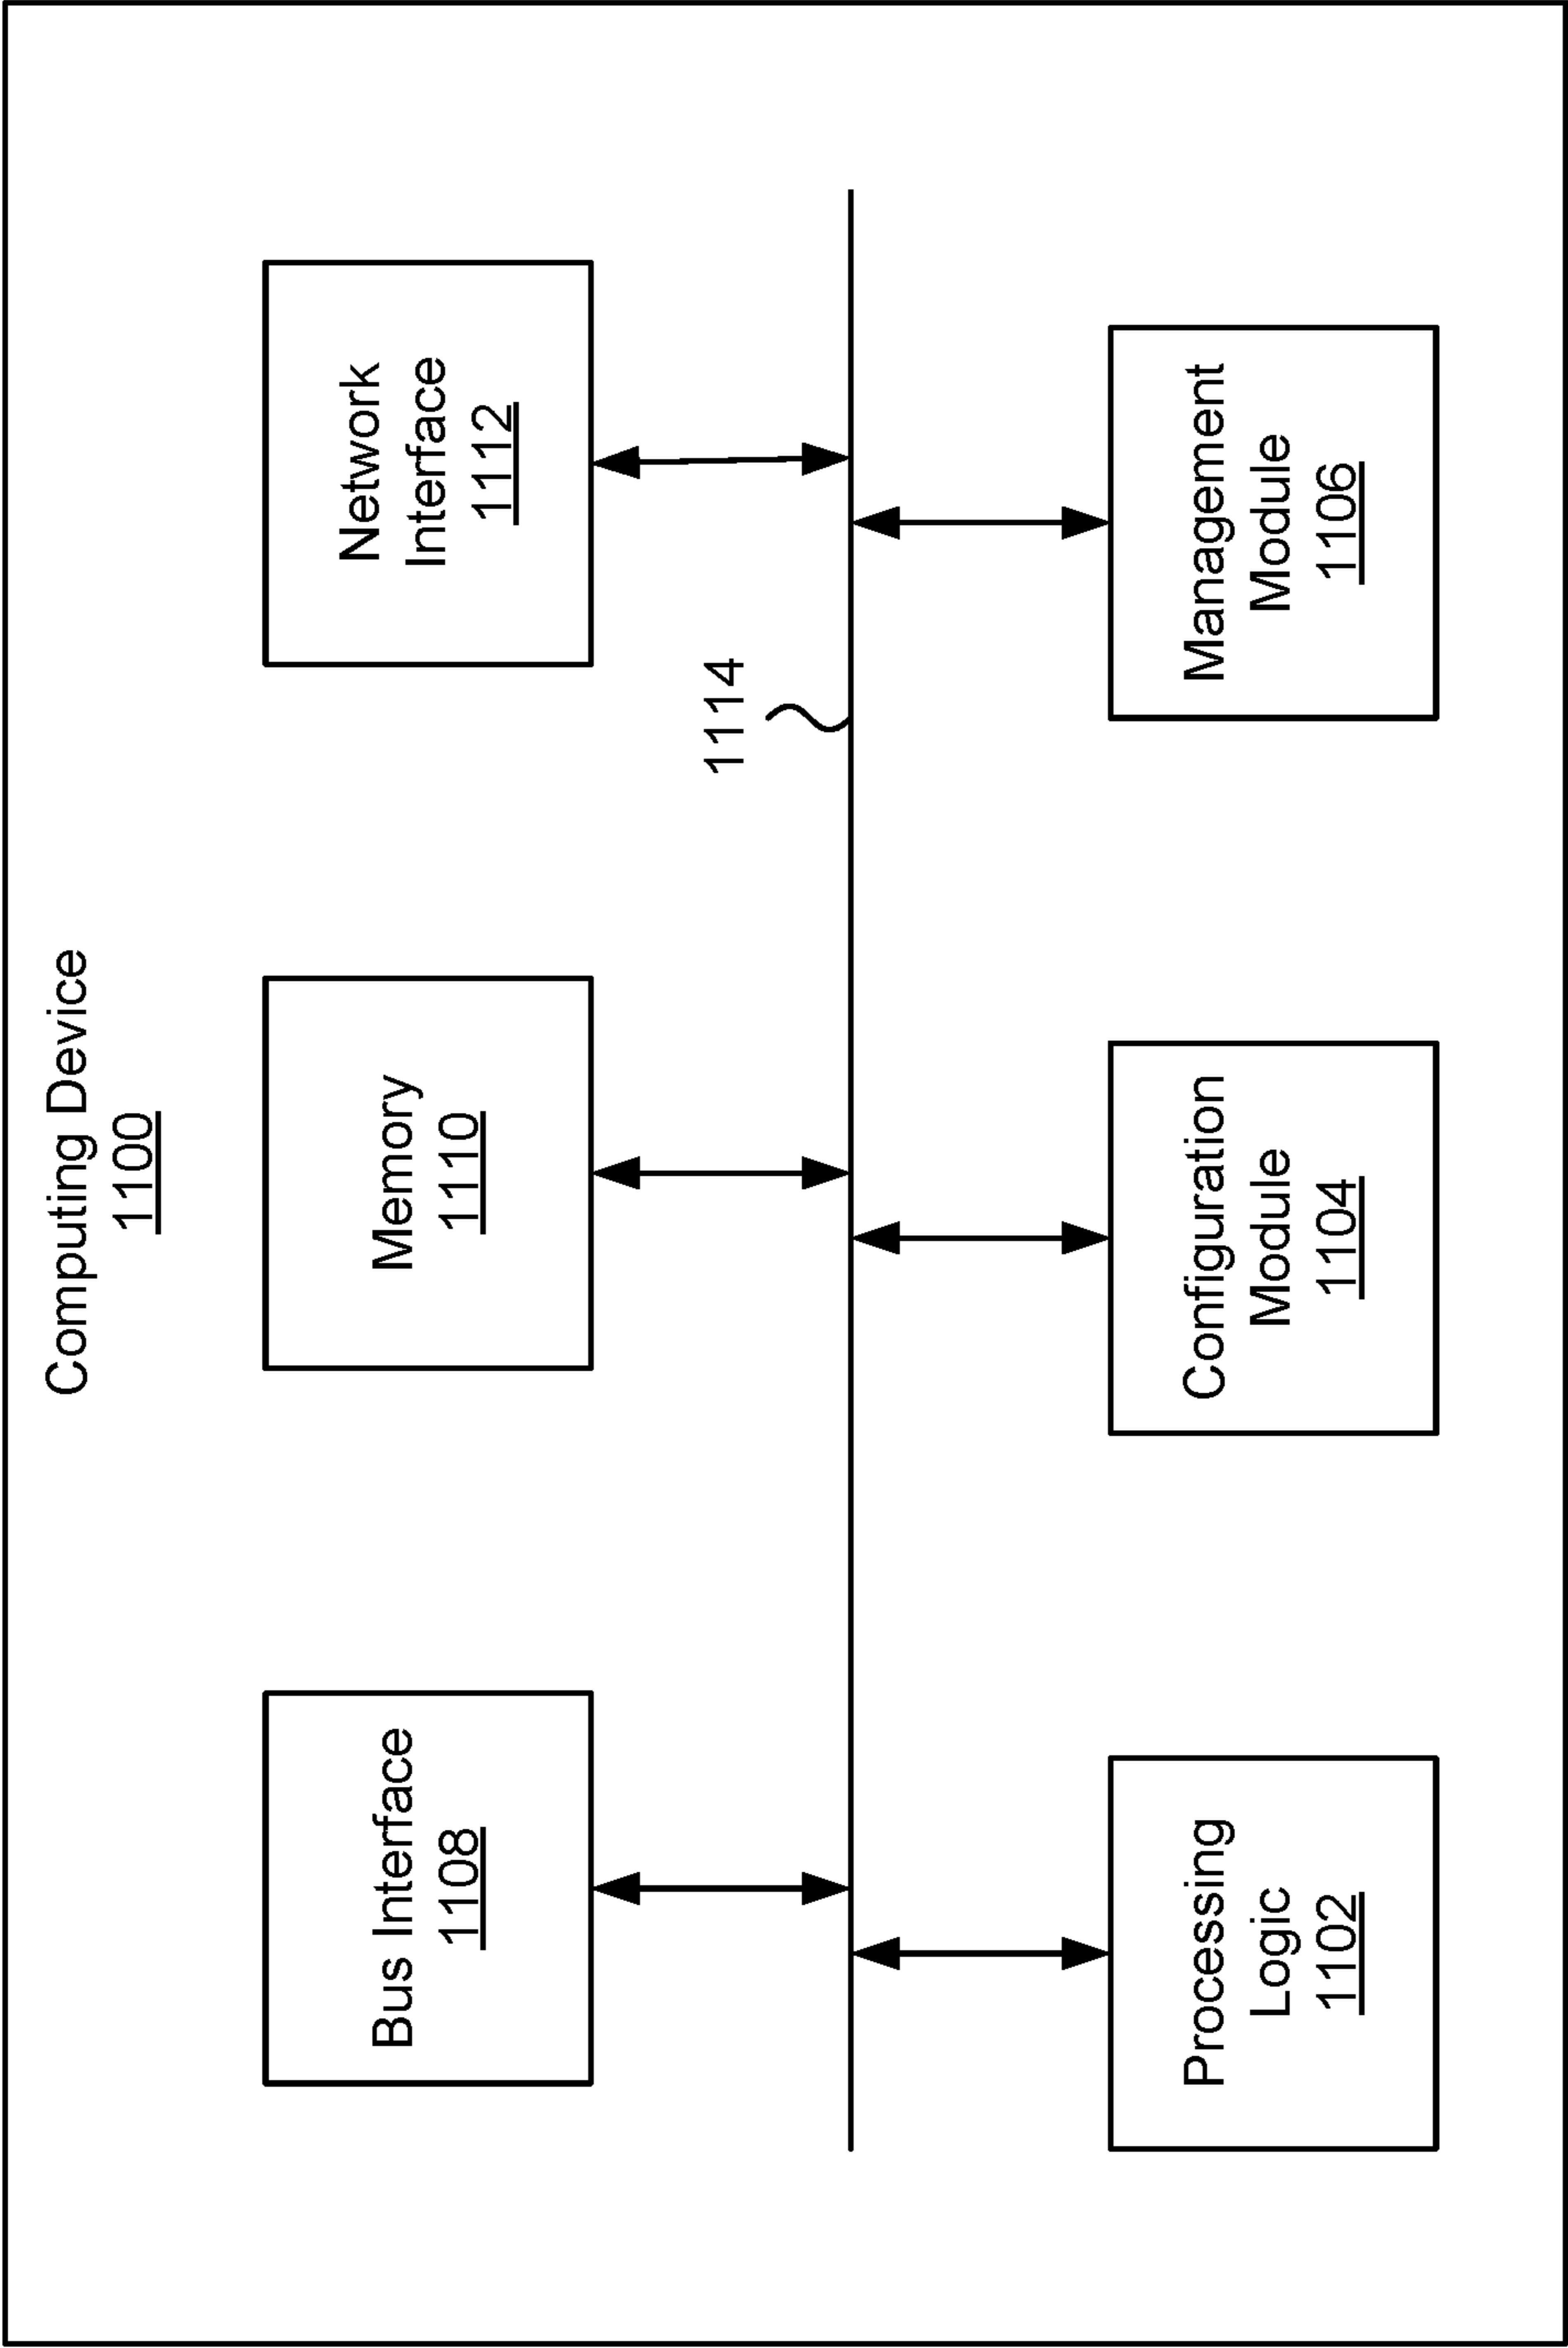 Computing Device
1100
Bus Interface
1108
Memory
1110
Network
Interface
1112
1114
Processing
Logic
1102
Configuration
Module
1104
Management
Module
1106